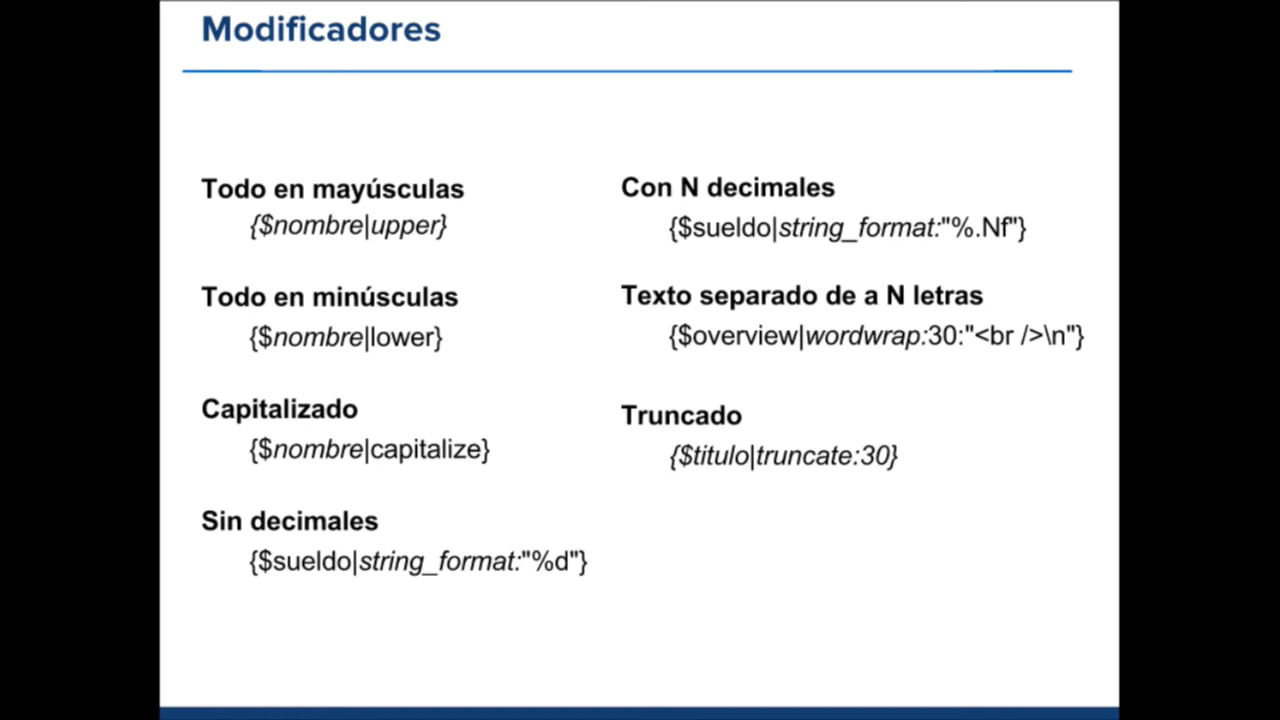 Modificadores
Todo en mayúsculas
{$nombre|upper}
Todo en minúsculas
{$nombre|lower}
Capitalizado
{$nombre|capitalize}
Sin decimales
{$sueldo|string_format:"%d"}
Con N decimales
{$sueldo|string_format:"%.Nf"}
Texto separado de a N letras
{$overview|wordwrap:30:"<br />\n"}
Truncado
{$titulo|truncate:30}